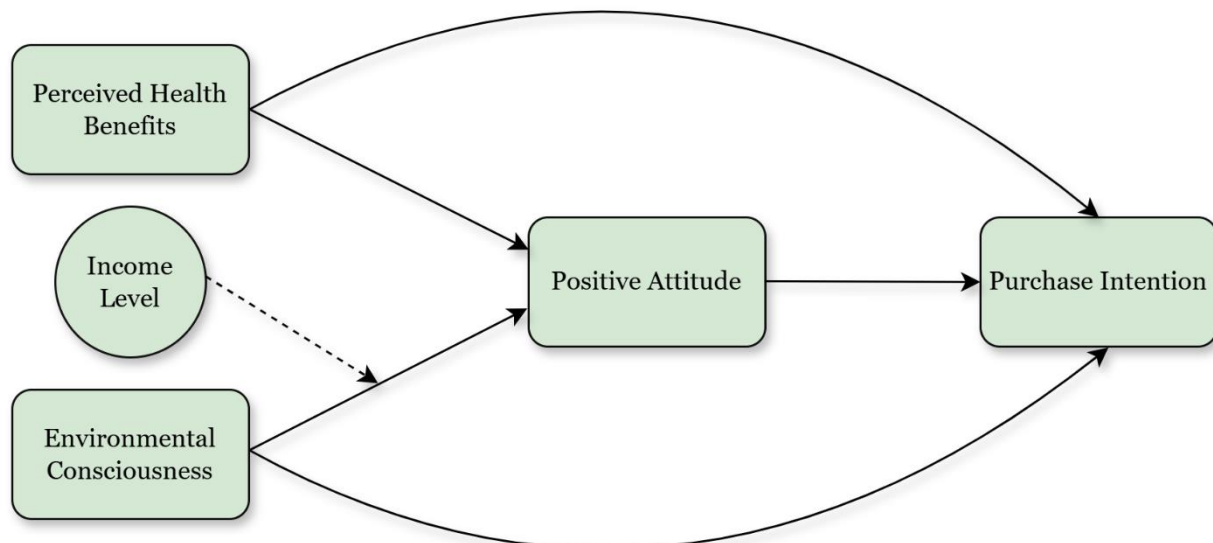 Perceived Health
Benefits
Income
Level
Positive Attitude
Purchase Intention
Environmental
Consciousness